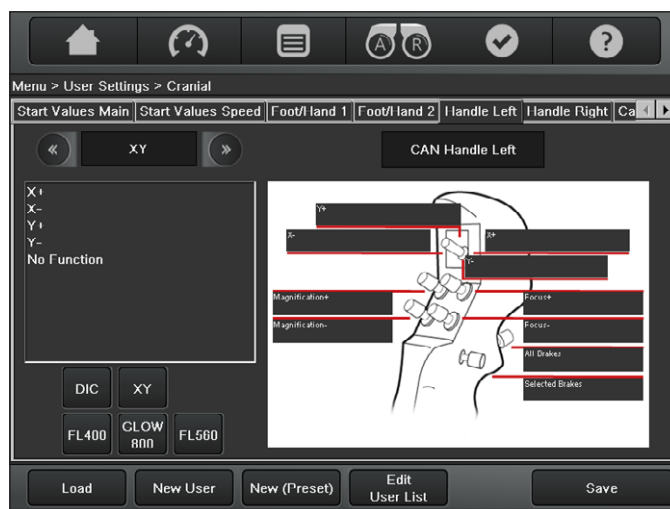 A R ?
Menu > User Settings > Cranial
Start Values Main Start Values Speed Foot/Hand 1 Foot/Hand 2 Handle Left Handle Right Ca
« XY »
CAN Handle Left
X+
X-
Y+
Y-
No Function
Y+
X- X+
Y-
Magnification+ Focus+
Magnification- Focus-
All Brakes
Selected Brakes
DIC XY
FL400 GLOW 800 FL560
Load New User New (Preset) Edit User List Save